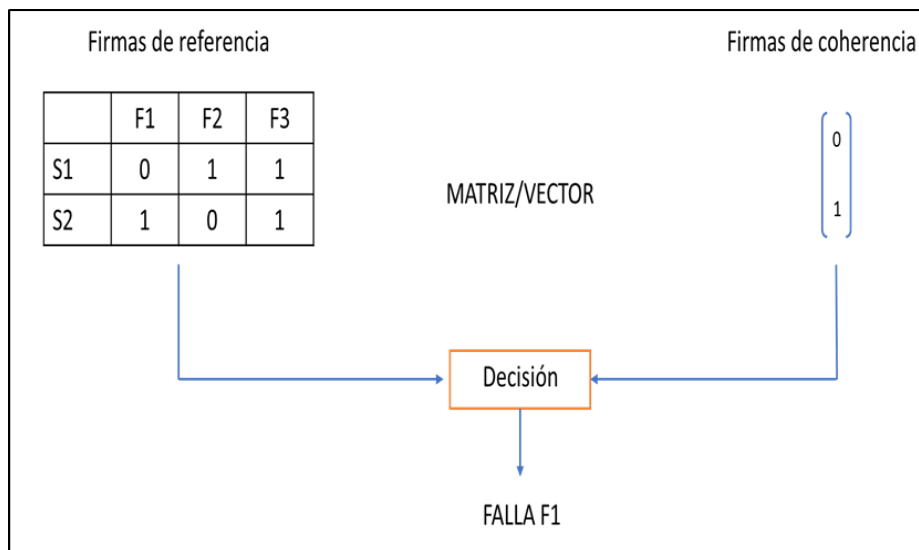 Firmas de referencia
Firmas de coherencia
F1 F2 F3
S1 0 1 1
S2 1 0 1
MATRIZ/VECTOR
0
1
Decisión
FALLA F1